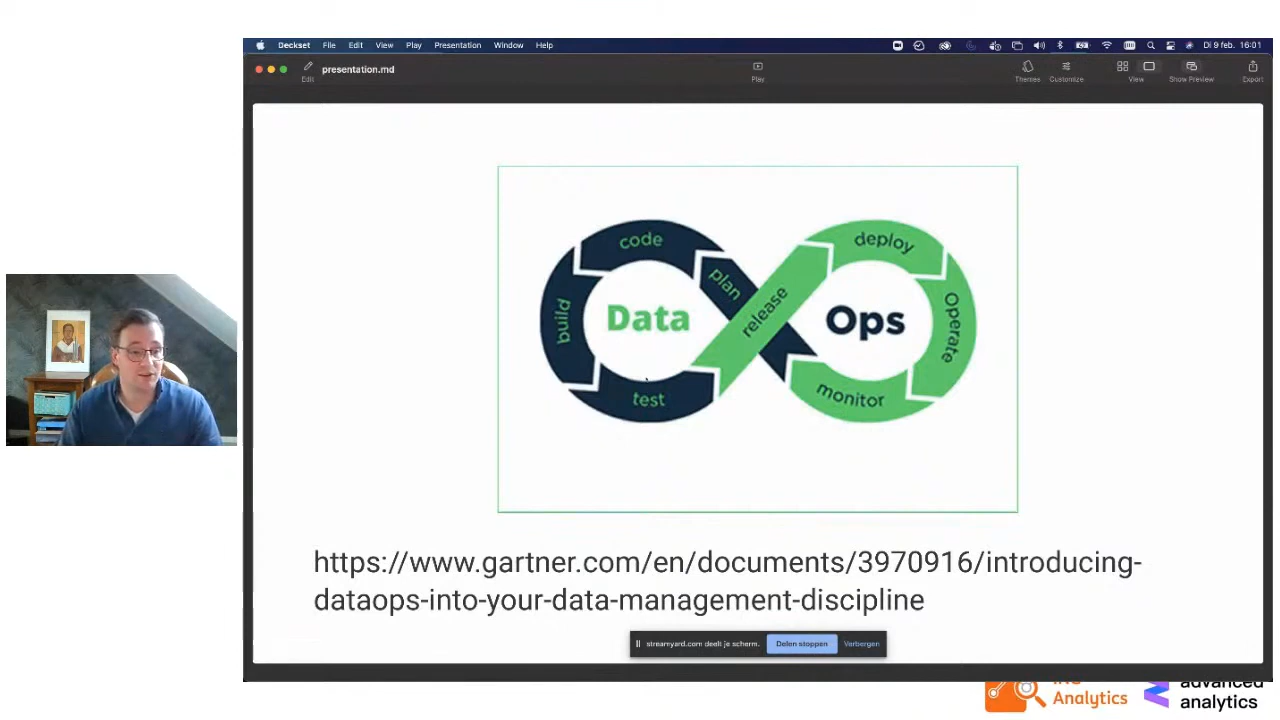 Deckset File Edit View Play Presentation Window Help
Di 9 feb. 16:01
presentation.md
Edit
Play
Themes
Customize
View
Show Preview
Export
code
deploy
plan
build
Data
release
Ops
Operate
test
monitor
https://www.gartner.com/en/documents/3970916/introducing-
dataops-into-your-data-management-discipline
streamyard.com deelt je scherm.
Delen stoppen
Verbergen
Analytics
advanced
analytics